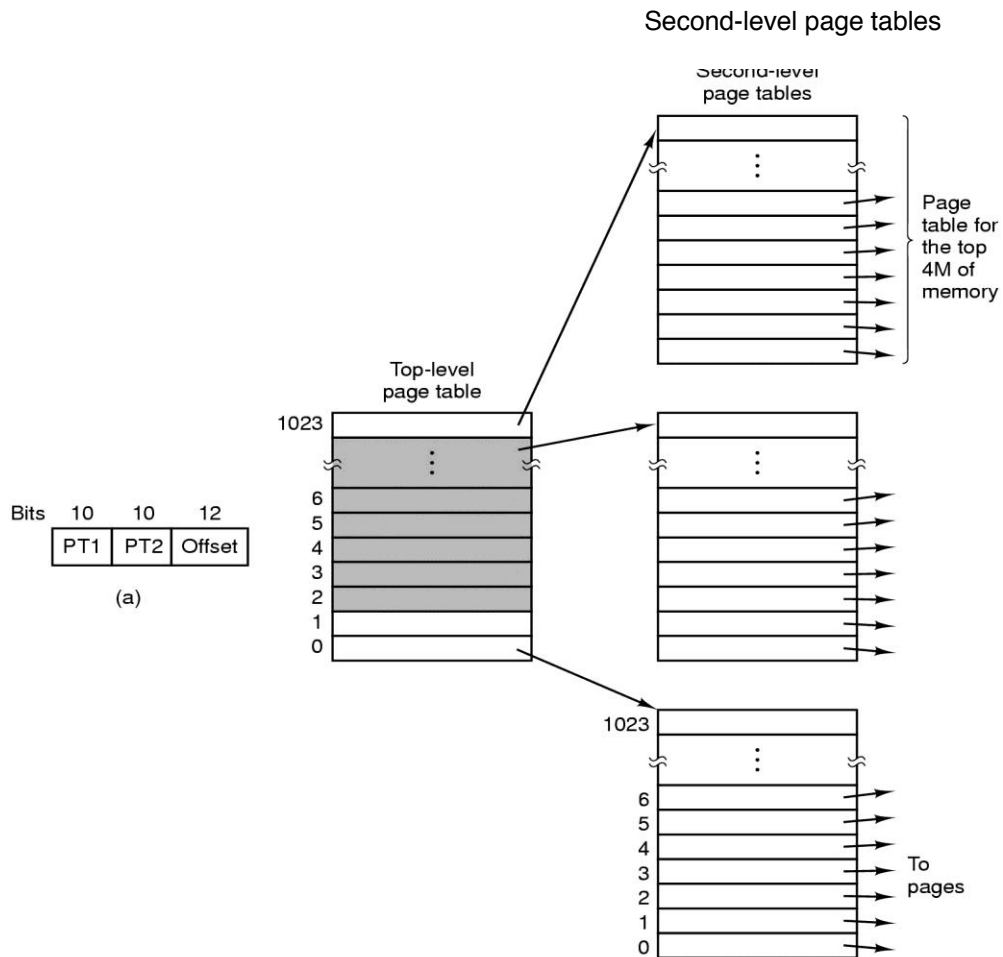 Second-level page tables
Second-level
page tables
Page
table for
the top
4M of
memory
Top-level
page table
1023
6
5
4
3
2
1
0
Bits 10 10 12
PT1 PT2 Offset
(a)
1023
6
5
4
3
2
1
0
To
pages